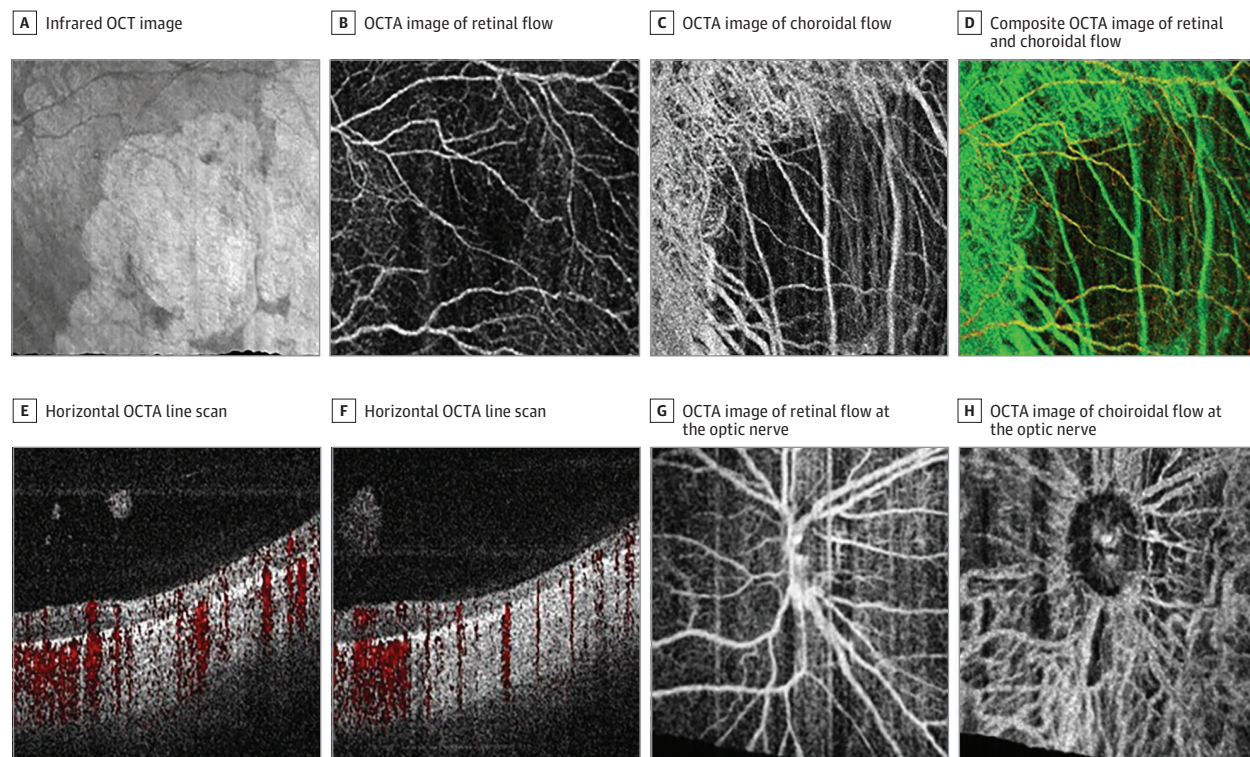 A Infrared OCT image
B OCTA image of retinal flow
C OCTA image of choroidal flow
D Composite OCTA image of retinal
and choroidal flow
E Horizontal OCTA line scan
F Horizontal OCTA line scan
G OCTA image of retinal flow at
the optic nerve
H OCTA image of choiroidal flow at
the optic nerve